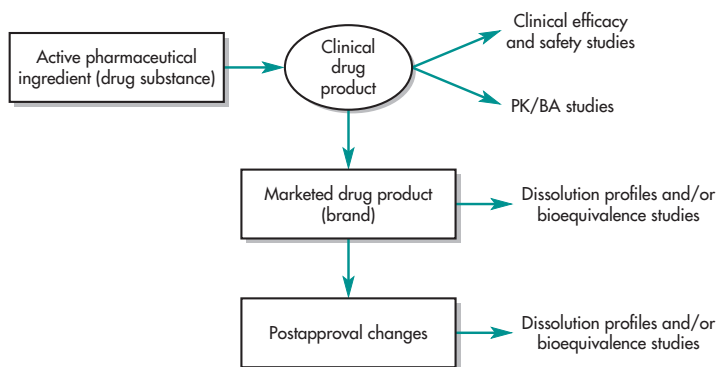 Active pharmaceutical
ingredient (drug substance)
Clinical
drug
product
Clinical efficacy
and safety studies
PK/BA studies
Marketed drug product
(brand)
Dissolution profiles and/or
bioequivalence studies
Postapproval changes
Dissolution profiles and/or
bioequivalence studies